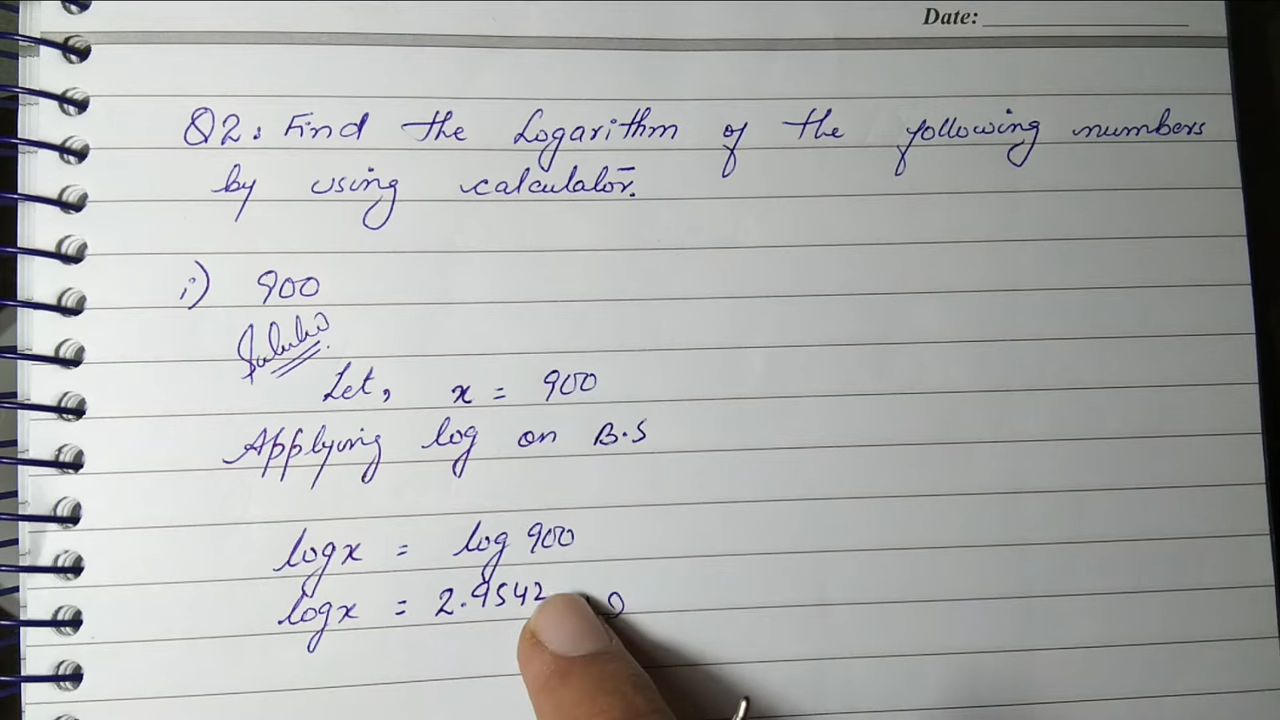 Date:
Q2. Find the Logarithm of the following numbers
by using calculator.
i) 900
Let, x = 900
Applying log on B.S
log x = log 900
log x = 2.9542